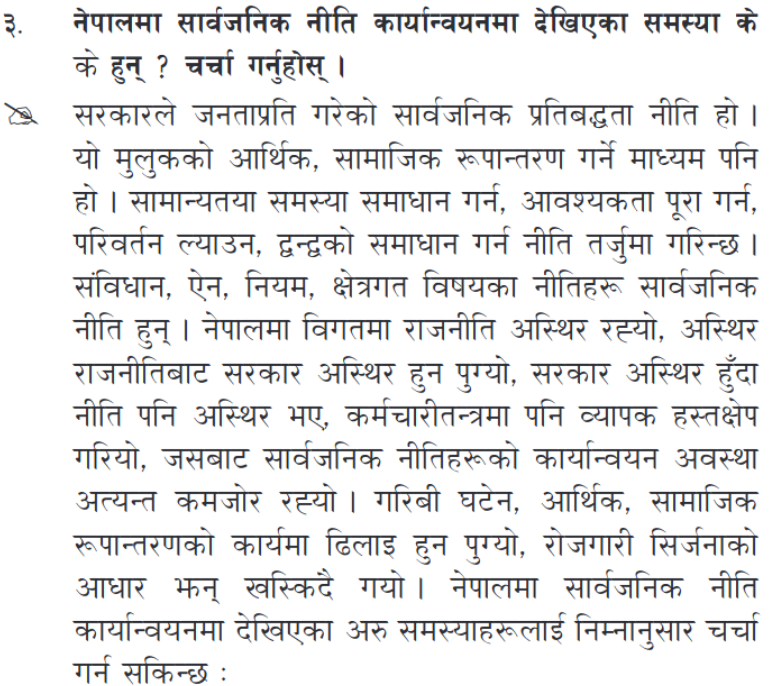 ३. नेपालमा सार्वजनिक नीति कार्यान्वयनमा देखिएका समस्या के
के हुन् ? चर्चा गर्नुहोस् ।
सरकारले जनताप्रति गरेको सार्वजनिक प्रतिबद्धता नीति हो ।
यो मुलुकको आर्थिक, सामाजिक रूपान्तरण गर्ने माध्यम पनि
हो । सामान्यतया समस्या समाधान गर्न, आवश्यकता पूरा गर्न,
परिवर्तन ल्याउन, द्वन्द्वको समाधान गर्न नीति तर्जुमा गरिन्छ ।
संविधान, ऐन, नियम, क्षेत्रगत विषयका नीतिहरू सार्वजनिक
नीति हुन् । नेपालमा विगतमा राजनीति अस्थिर रह्यो, अस्थिर
राजनीतिबाट सरकार अस्थिर हुन पुग्यो, सरकार अस्थिर हुँदा
नीति पनि अस्थिर भए, कर्मचारीतन्त्रमा पनि व्यापक हस्तक्षेप
गरियो, जसबाट सार्वजनिक नीतिहरूको कार्यान्वयन अवस्था
अत्यन्त कमजोर रह्यो । गरिबी घटेन, आर्थिक, सामाजिक
रूपान्तरणको कार्यमा ढिलाइ हुन पुग्यो, रोजगारी सिर्जनाको
आधार झन् खस्किदै गयो । नेपालमा सार्वजनिक नीति
कार्यान्वयनमा देखिएका अरु समस्याहरूलाई निम्नानुसार चर्चा
गर्न सकिन्छ :